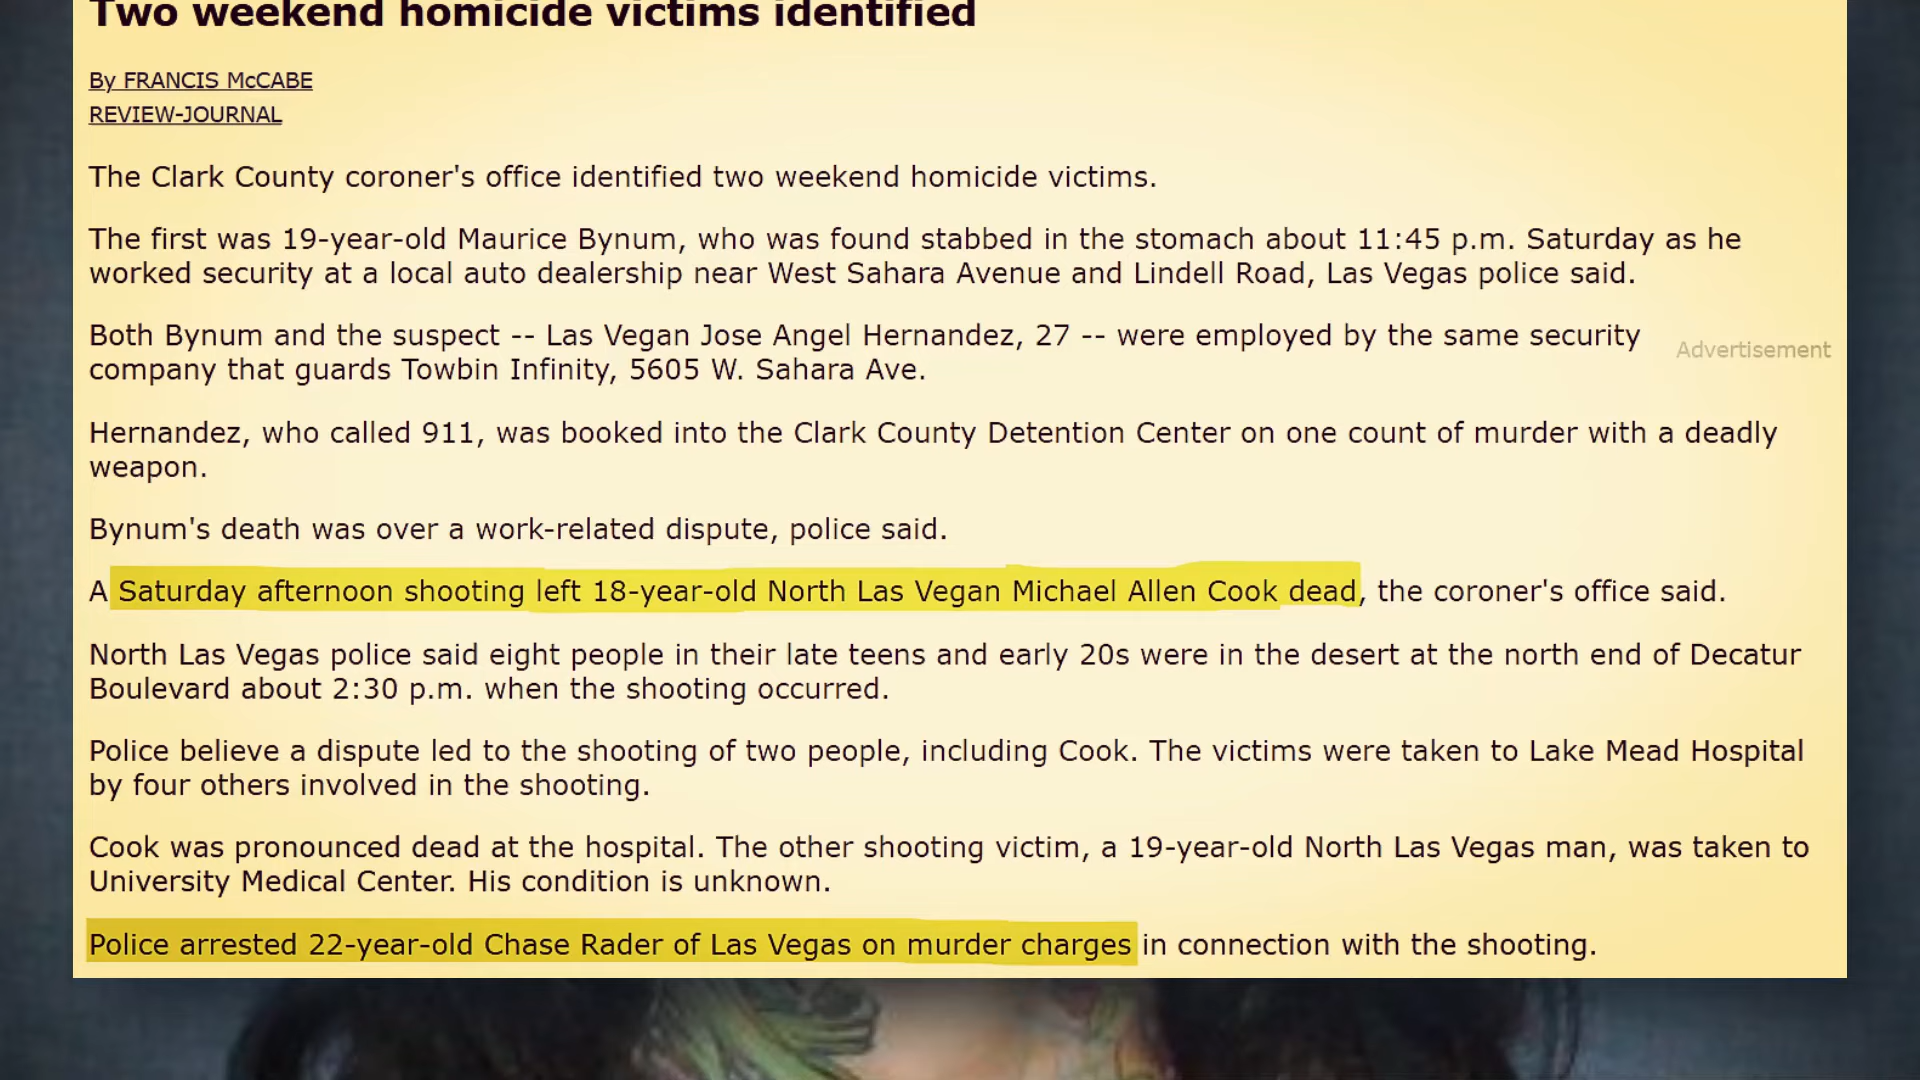 Two weekend homicide victims identified
By FRANCIS McCABE
REVIEW-JOURNAL
The Clark County coroner's office identified two weekend homicide victims.
The first was 19-year-old Maurice Bynum, who was found stabbed in the stomach about 11:45 p.m. Saturday as he
worked security at a local auto dealership near West Sahara Avenue and Lindell Road, Las Vegas police said.
Both Bynum and the suspect -- Las Vegan Jose Angel Hernandez, 27 -- were employed by the same security
company that guards Towbin Infinity, 5605 W. Sahara Ave.
Advertisement
Hernandez, who called 911, was booked into the Clark County Detention Center on one count of murder with a deadly
weapon.
Bynum's death was over a work-related dispute, police said.
A Saturday afternoon shooting left 18-year-old North Las Vegan Michael Allen Cook dead, the coroner's office said.
North Las Vegas police said eight people in their late teens and early 20s were in the desert at the north end of Decatur
Boulevard about 2:30 p.m. when the shooting occurred.
Police believe a dispute led to the shooting of two people, including Cook. The victims were taken to Lake Mead Hospital
by four others involved in the shooting.
Cook was pronounced dead at the hospital. The other shooting victim, a 19-year-old North Las Vegas man, was taken to
University Medical Center. His condition is unknown.
Police arrested 22-year-old Chase Rader of Las Vegas on murder charges in connection with the shooting.